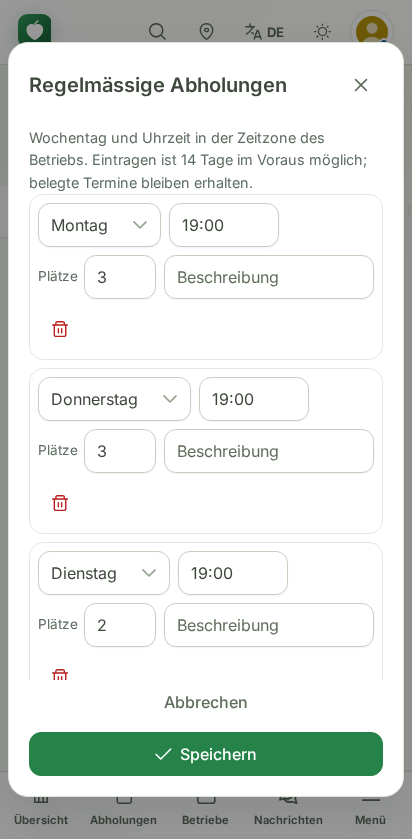 DE
Regelmässige Abholungen
Wochentag und Uhrzeit in der Zeitzone des
Betriebs. Eintragen ist 14 Tage im Voraus möglich;
belegte Termine bleiben erhalten.
Montag 19:00
Plätze 3 Beschreibung
Donnerstag 19:00
Plätze 3 Beschreibung
Dienstag 19:00
Plätze 2 Beschreibung
Abbrechen
Speichern
Übersicht Abholungen Betriebe Nachrichten Menü